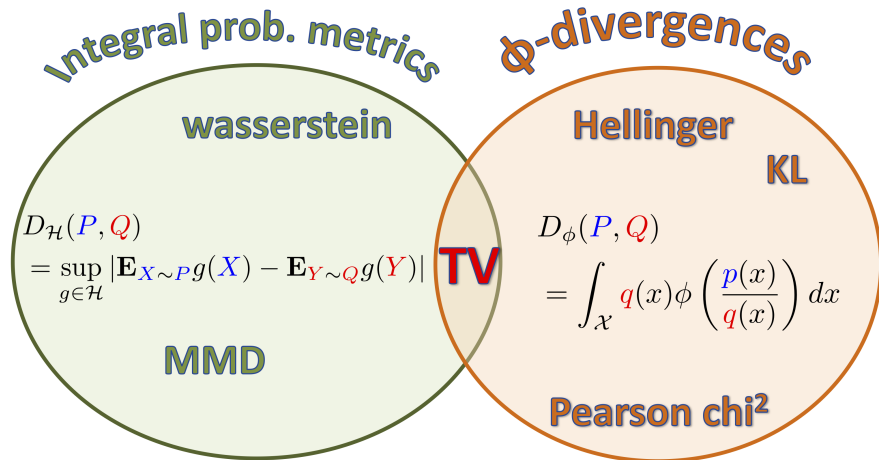 Integral prob. metrics
ϕ-divergences
wasserstein
Hellinger
KL
D_ℋ(P, Q)
= sup_{g∈ℋ} |𝐄_{X∼P} g(X) − 𝐄_{Y∼Q} g(Y)|
TV
D_ϕ(P, Q)
= ∫_𝒳 q(x)ϕ(p(x)/q(x)) dx
MMD
Pearson chi²